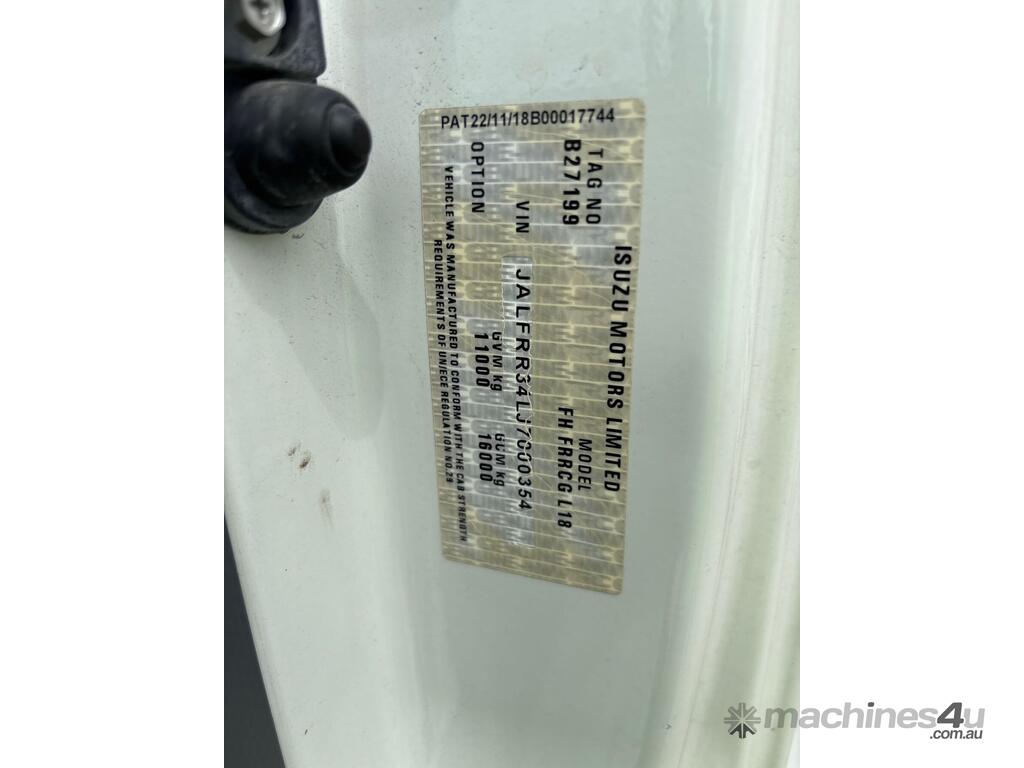 PAT22/11/18B00017744
ISUZU MOTORS LIMITED
TAG NO MODEL
B27199 FH FRRCG L18
VIN JALFRR34LJ7000354
GVM kg GCM kg
OPTION 11000 16000
VEHICLE WAS MANUFACTURED TO CONFORM WITH THE CAB STRENGTH
REQUIREMENTS OF UN/ECE REGULATION NO.29
machines4u
.com.au